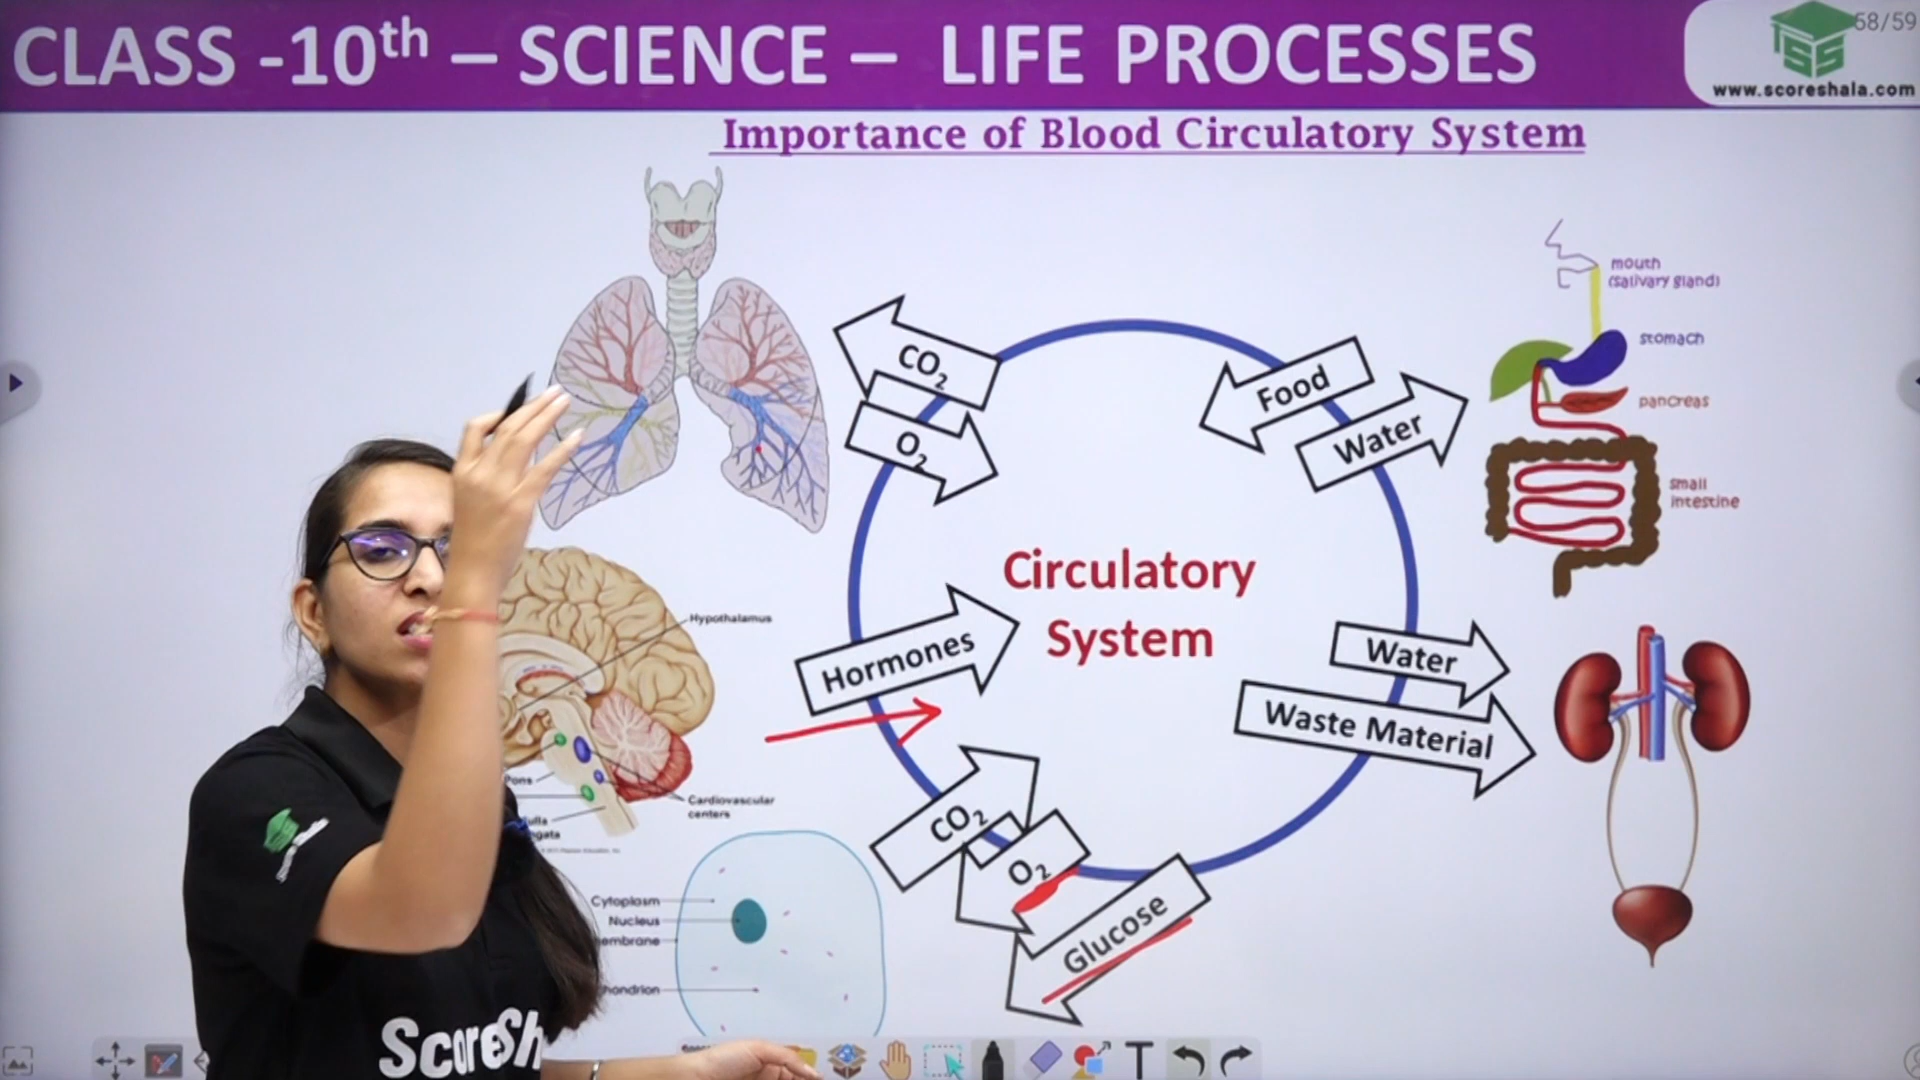 CLASS -10th – SCIENCE – LIFE PROCESSES
58/59
SS
www.scoreshala.com
Importance of Blood Circulatory System
mouth
(salivary gland)
stomach
pancreas
small
intestine
CO2
O2
Food
Water
Circulatory
System
Hypothalamus
Hormones
Water
Waste Material
Pons
Cardiovascular
centers
CO2
O2
Glucose
Cytoplasm
Nucleus
ScoreSh
T